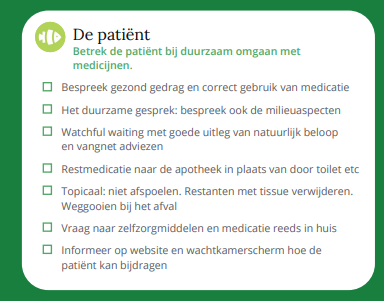 De patiënt
Betrek de patiënt bij duurzaam omgaan met
medicijnen.
Bespreek gezond gedrag en correct gebruik van medicatie
Het duurzame gesprek: bespreek ook de milieuaspecten
Watchful waiting met goede uitleg van natuurlijk beloop
en vangnet adviezen
Restmedicatie naar de apotheek in plaats van door toilet etc
Topicaal: niet afspoelen. Restanten met tissue verwijderen.
Weggooien bij het afval
Vraag naar zelfzorgmiddelen en medicatie reeds in huis
Informeer op website en wachtkamerscherm hoe de
patiënt kan bijdragen